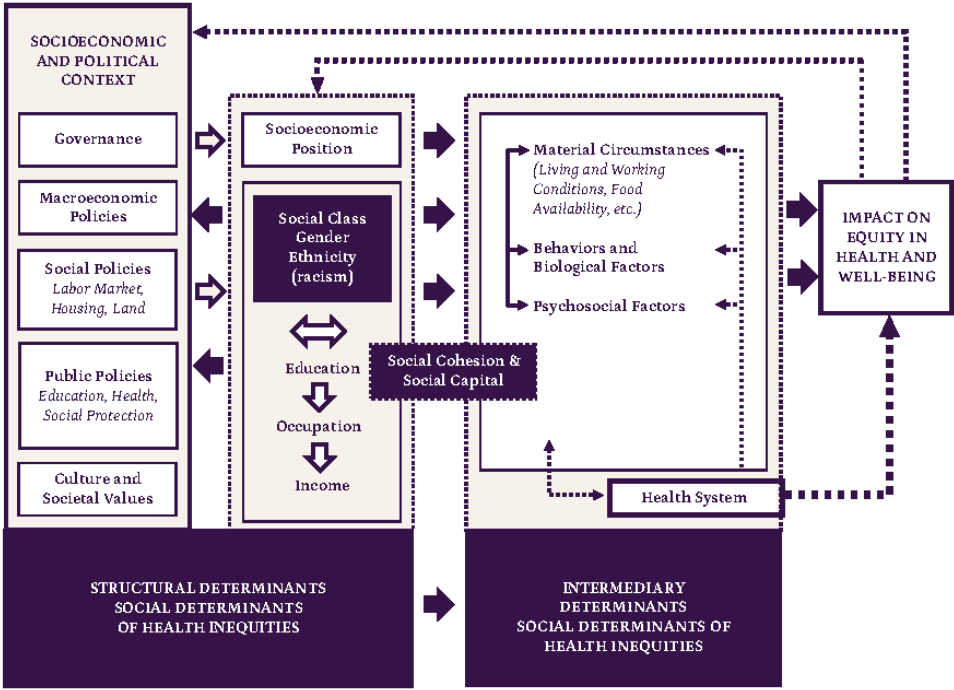 SOCIOECONOMIC
AND POLITICAL
CONTEXT
Governance
Macroeconomic
Policies
Social Policies
Labor Market,
Housing, Land
Public Policies
Education, Health,
Social Protection
Culture and
Societal Values
Socioeconomic
Position
Social Class
Gender
Ethnicity
(racism)
Education
Occupation
Income
Social Cohesion &
Social Capital
Material Circumstances
(Living and Working
Conditions, Food
Availability, etc.)
Behaviors and
Biological Factors
Psychosocial Factors
Health System
IMPACT ON
EQUITY IN
HEALTH AND
WELL-BEING
STRUCTURAL DETERMINANTS
SOCIAL DETERMINANTS
OF HEALTH INEQUITIES
INTERMEDIARY
DETERMINANTS
SOCIAL DETERMINANTS OF
HEALTH INEQUITIES